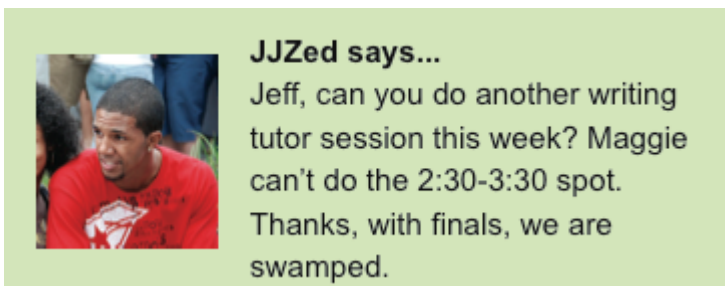 JJZed says...
Jeff, can you do another writing
tutor session this week? Maggie
can't do the 2:30-3:30 spot.
Thanks, with finals, we are
swamped.